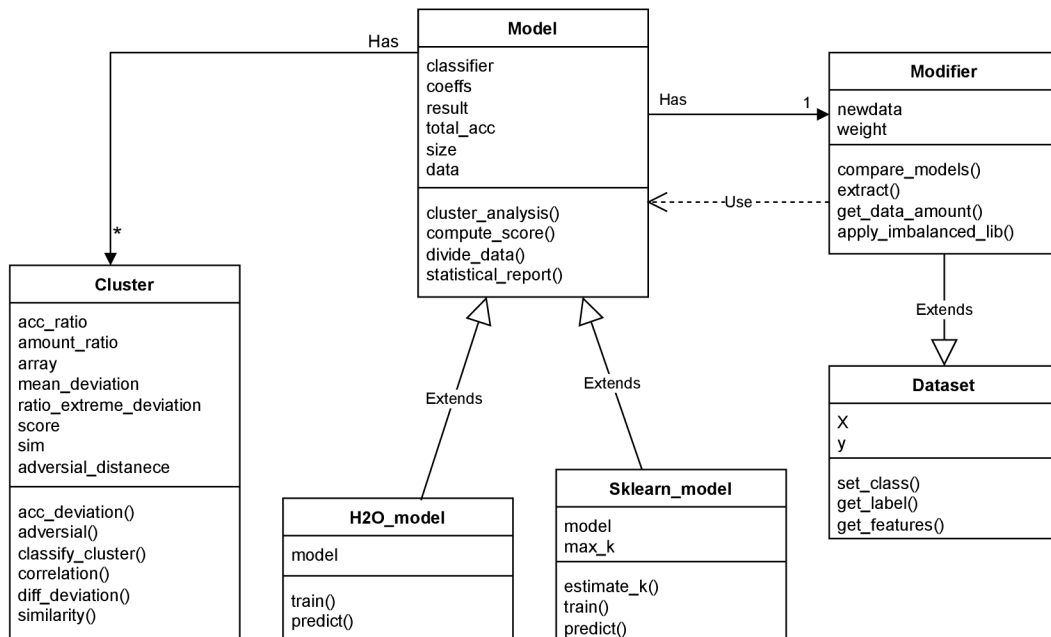 Model
classifier
coeffs
result
total_acc
size
data
cluster_analysis()
compute_score()
divide_data()
statistical_report()
Has
*
Has
1
Use
Modifier
newdata
weight
compare_models()
extract()
get_data_amount()
apply_imbalanced_lib()
Extends
Dataset
X
y
set_class()
get_label()
get_features()
Cluster
acc_ratio
amount_ratio
array
mean_deviation
ratio_extreme_deviation
score
sim
adversial_distanece
acc_deviation()
adversial()
classify_cluster()
correlation()
diff_deviation()
similarity()
Extends
Extends
H2O_model
model
train()
predict()
Sklearn_model
model
max_k
estimate_k()
train()
predict()